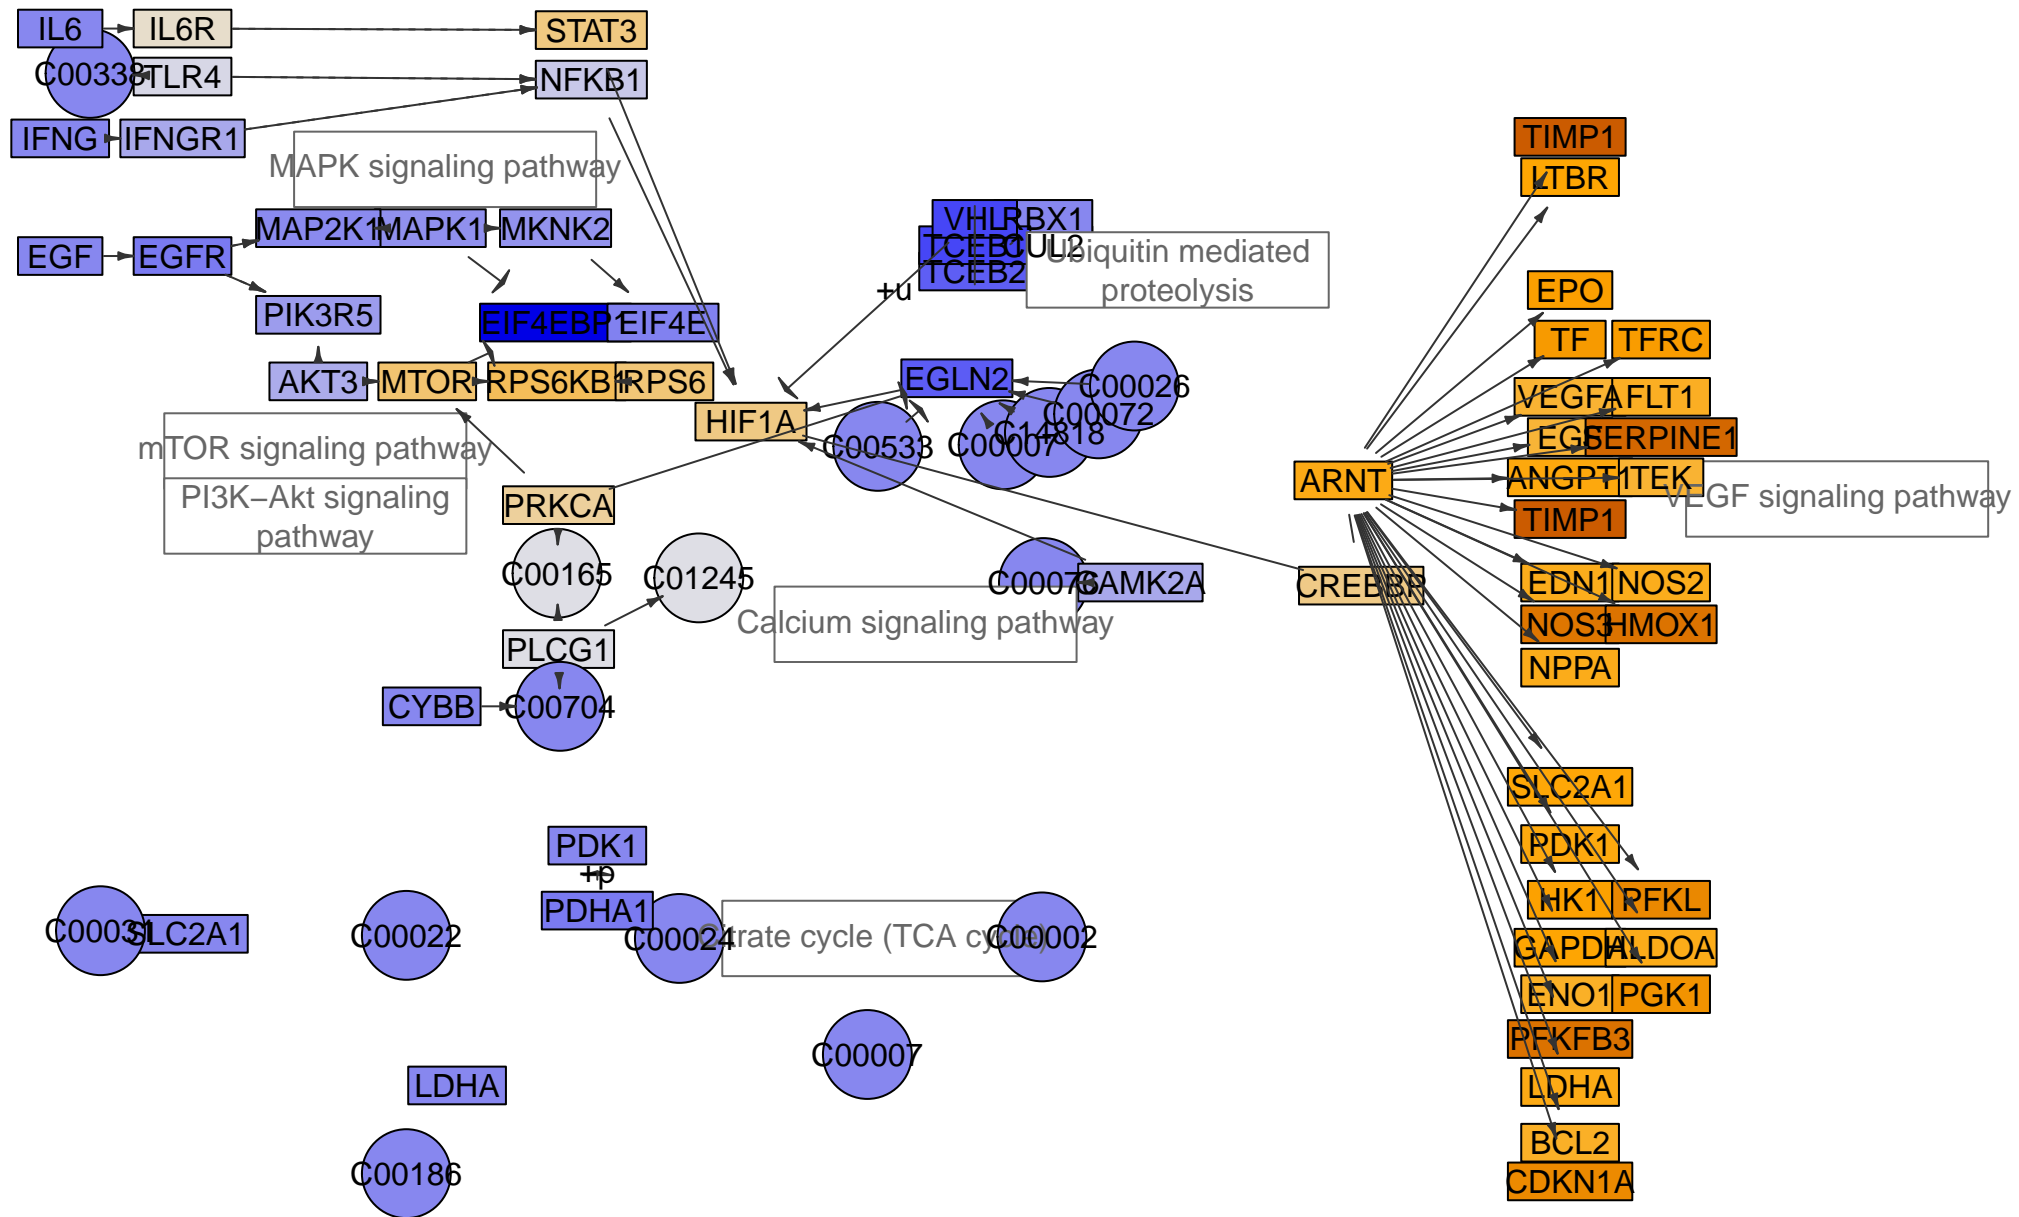 IL6
IL6R
STAT3
C00338
TLR4
NFKB1
IFNG
IFNGR1
TIMP1
MAPK signaling pathway
LTBR
MAP2K1
MAPK1
MKNK2
VHL
RBX1
EGF
EGFR
TCEB1
CUL2
Ubiquitin mediated
proteolysis
TCEB2
+u
EPO
PIK3R5
EIF4EBP1
EIF4E
TF
TFRC
AKT3
MTOR
RPS6KB1
RPS6
EGLN2
C00026
VEGFA
FLT1
HIF1A
C00072
C14818
C00007
C00533
EGF
SERPINE1
mTOR signaling pathway
PI3K–Akt signaling
pathway
ARNT
ANGPT1
TEK
VEGF signaling pathway
PRKCA
TIMP1
C00165
C01245
C00076
CAMK2A
CREBBP
EDN1
NOS2
Calcium signaling pathway
NOS3
HMOX1
PLCG1
NPPA
CYBB
C00704
SLC2A1
PDK1
+p
PDK1
HK1
PFKL
PDHA1
C00031
SLC2A1
C00022
C00024
Citrate cycle (TCA cycle)
C00002
GAPDH
ALDOA
ENO1
PGK1
PFKFB3
C00007
LDHA
LDHA
BCL2
C00186
CDKN1A